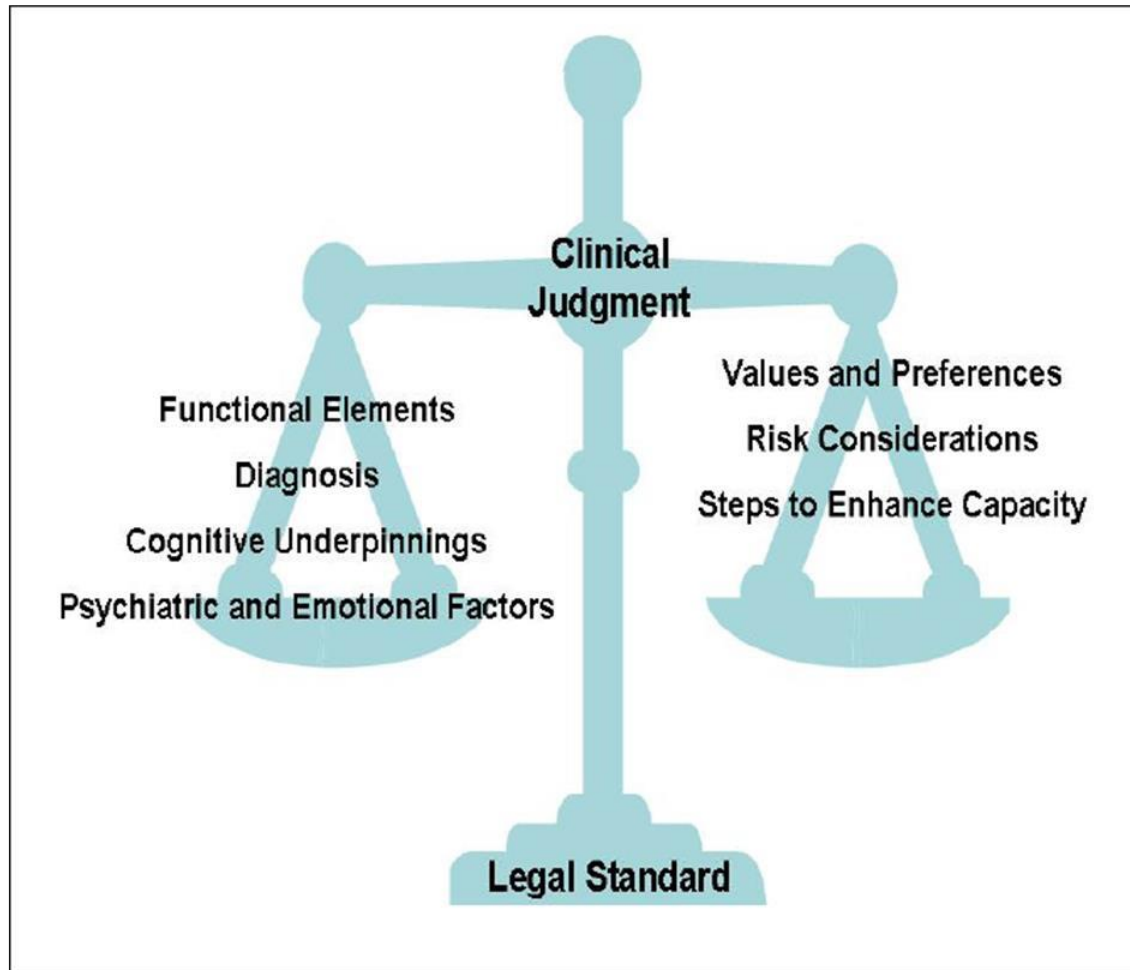 Clinical
Judgment
Functional Elements
Diagnosis
Cognitive Underpinnings
Psychiatric and Emotional Factors
Values and Preferences
Risk Considerations
Steps to Enhance Capacity
Legal Standard